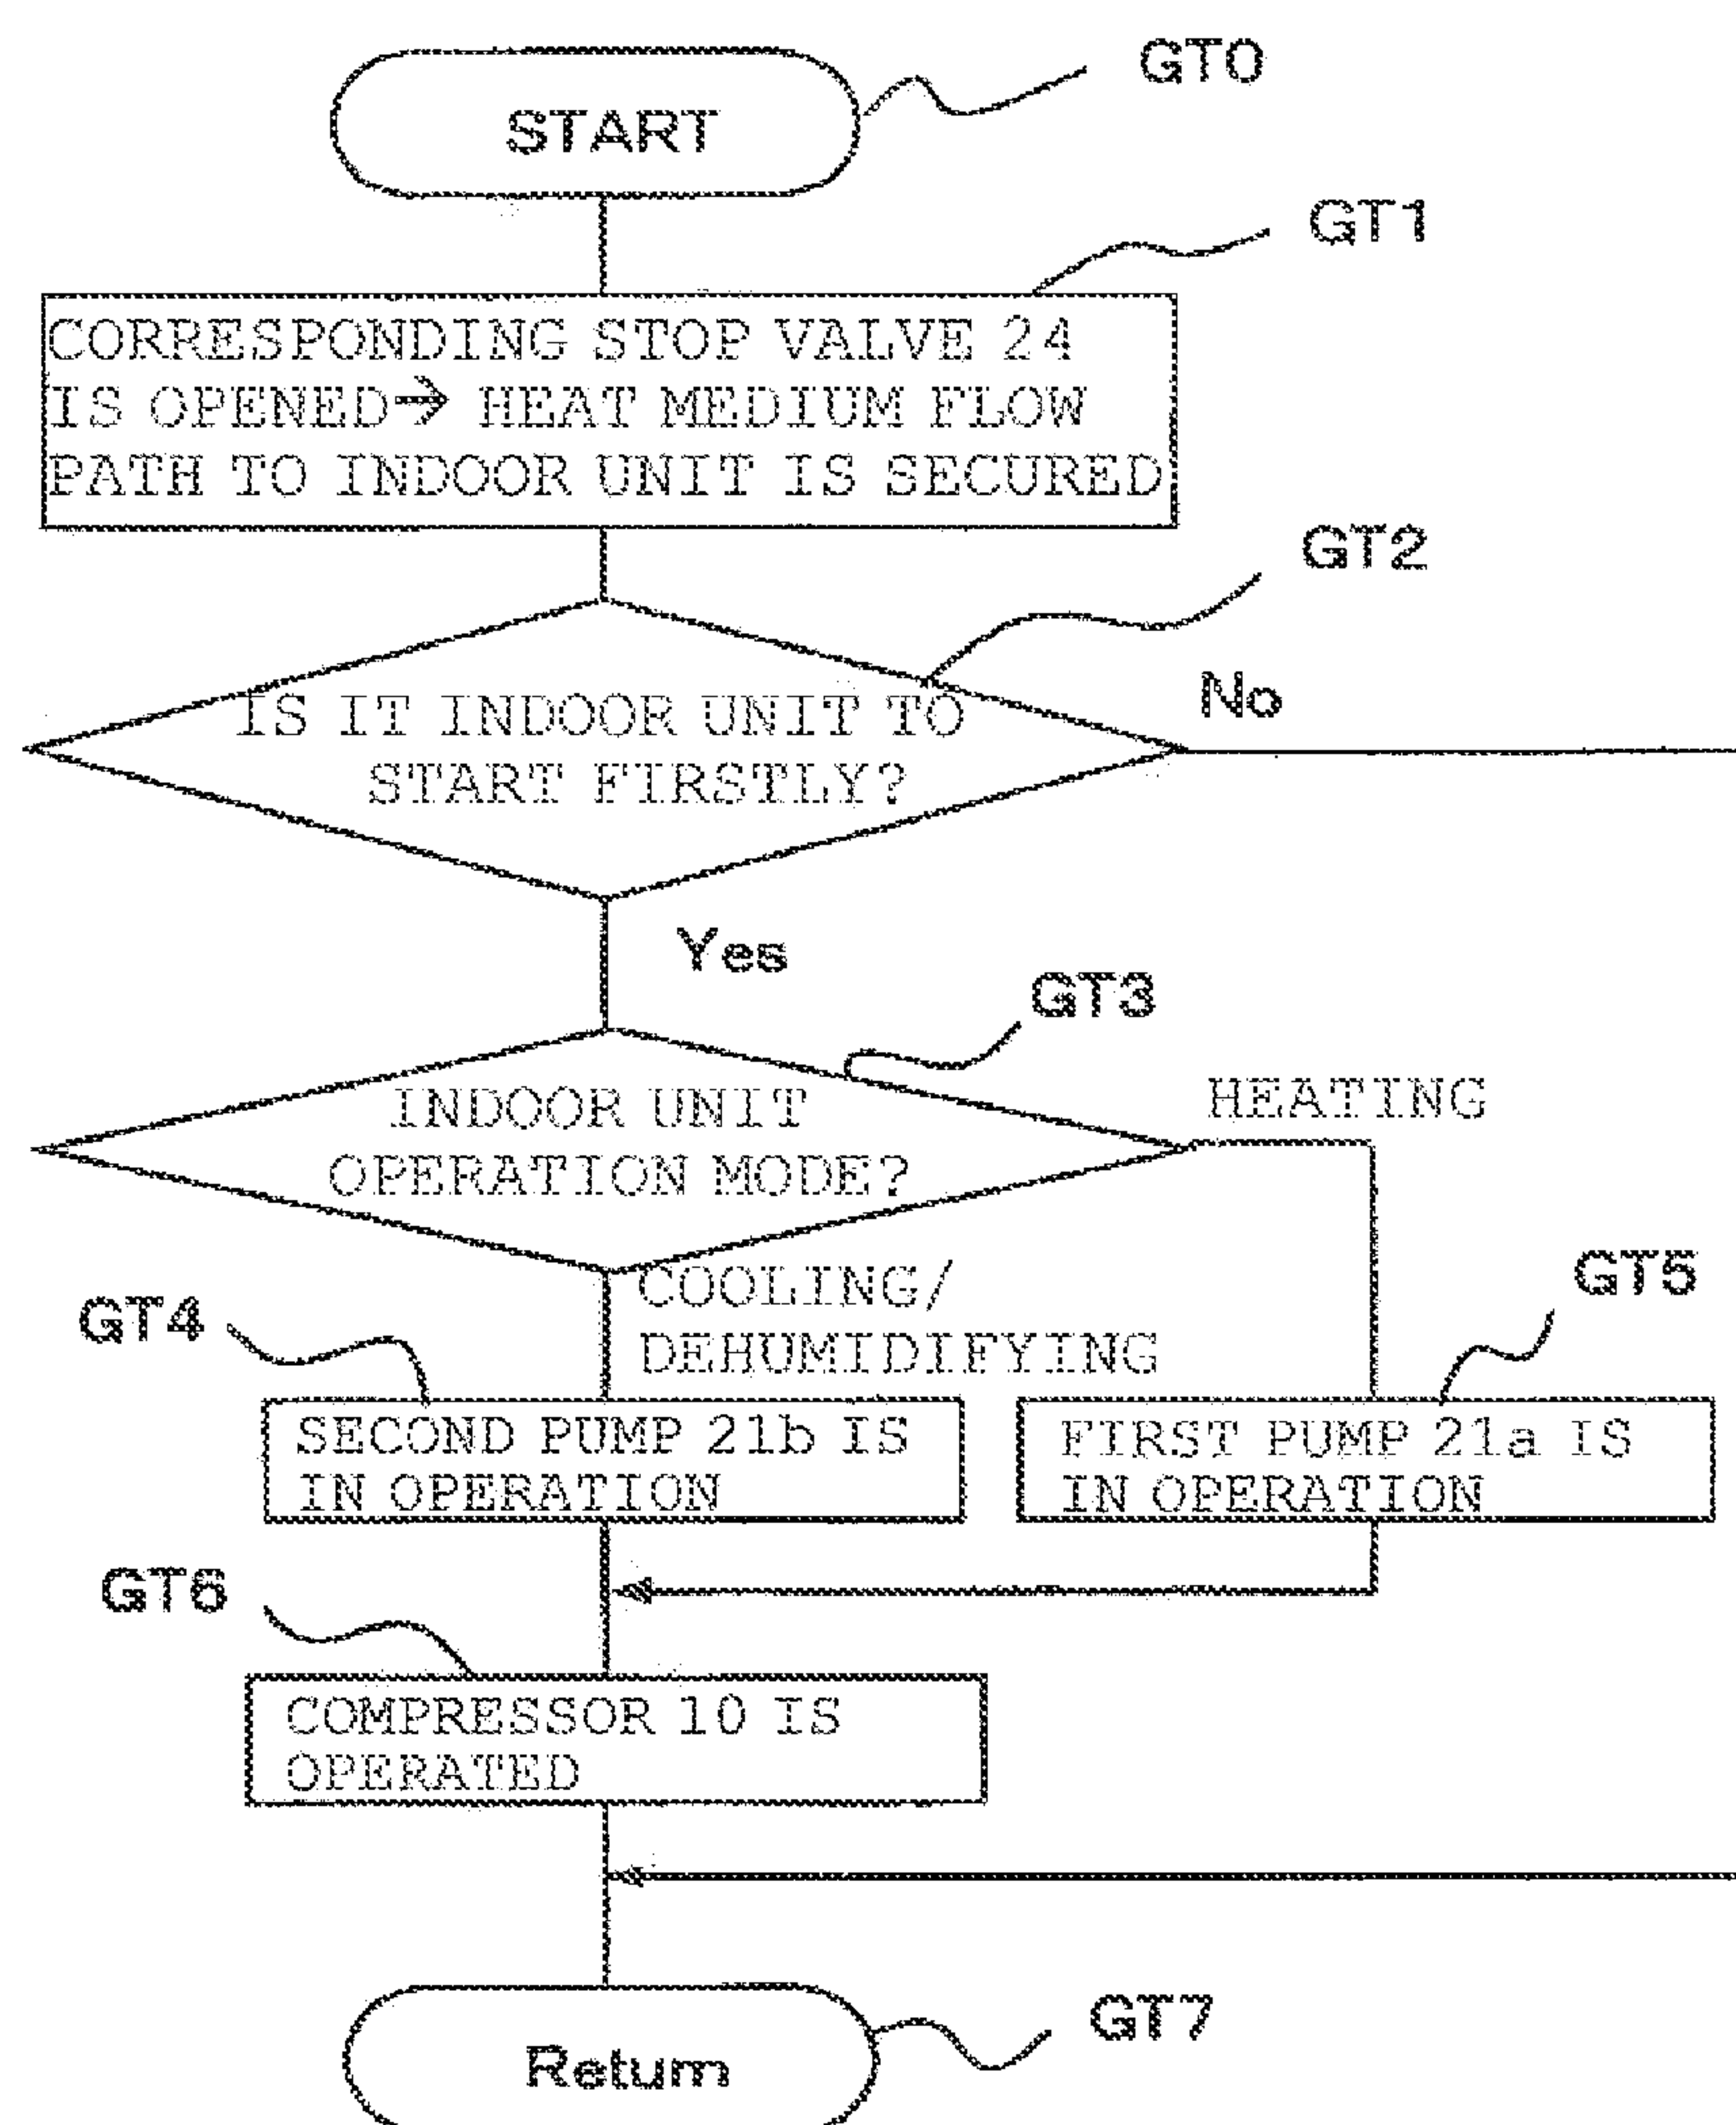 GT0
START
GT1
CORRESPONDING STOP VALVE 24
IS OPENED→ HEAT MEDIUM FLOW
PATH TO INDOOR UNIT IS SECURED
GT2
No
IS IT INDOOR UNIT TO
START FIRSTLY?
Yes
GT3
HEATING
INDOOR UNIT
OPERATION MODE?
COOLING/
DEHUMIDIFYING
GT4
GT5
SECOND PUMP 21b IS
IN OPERATION
FIRST PUMP 21a IS
IN OPERATION
GT6
COMPRESSOR 10 IS
OPERATED
GT7
Return